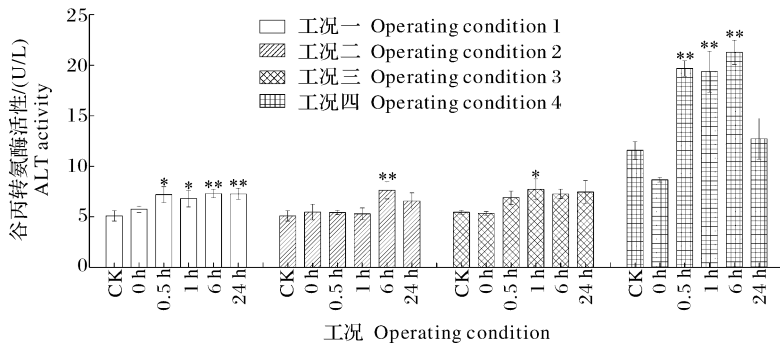 25
20
15
10
5
0
谷丙转氨酶活性/(U/L)
ALT activity
工况一 Operating condition 1
工况二 Operating condition 2
工况三 Operating condition 3
工况四 Operating condition 4
* * ** **
**
*
** ** **
CK 0 h 0.5 h 1 h 6 h 24 h CK 0 h 0.5 h 1 h 6 h 24 h CK 0 h 0.5 h 1 h 6 h 24 h CK 0 h 0.5 h 1 h 6 h 24 h
工况 Operating condition